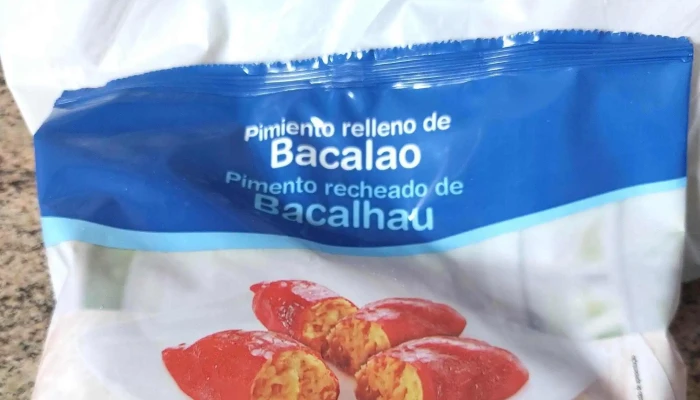 Pimiento relleno de
Bacalao
Pimento recheado de
Bacalhau